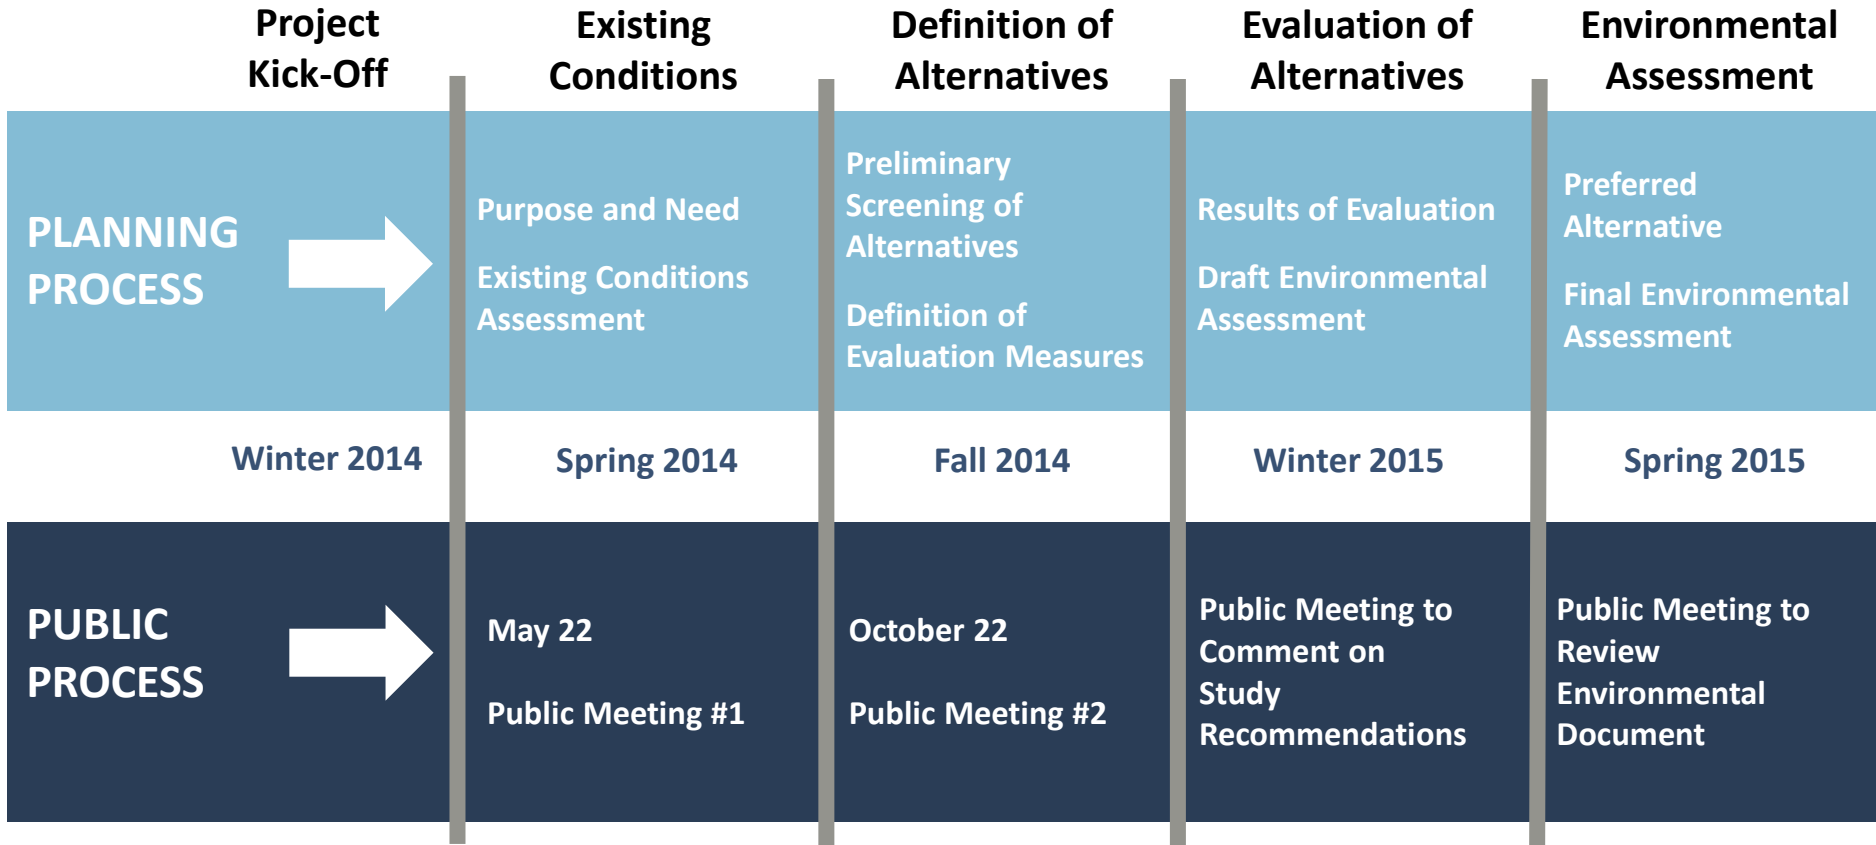 Project
Kick-Off
Existing
Conditions
Definition of
Alternatives
Evaluation of
Alternatives
Environmental
Assessment
PLANNING
PROCESS
Purpose and Need
Existing Conditions
Assessment
Preliminary
Screening of
Alternatives
Definition of
Evaluation Measures
Results of Evaluation
Draft Environmental
Assessment
Preferred
Alternative
Final Environmental
Assessment
Winter 2014
Spring 2014
Fall 2014
Winter 2015
Spring 2015
PUBLIC
PROCESS
May 22
Public Meeting #1
October 22
Public Meeting #2
Public Meeting to
Comment on
Study
Recommendations
Public Meeting to
Review
Environmental
Document